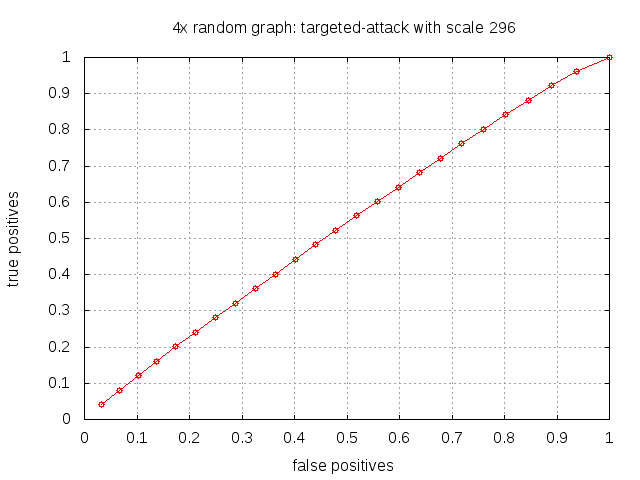 4x random graph: targeted-attack with scale 296
1
0.9
0.8
0.7
0.6
0.5
0.4
0.3
0.2
0.1
0
true positives
0 0.1 0.2 0.3 0.4 0.5 0.6 0.7 0.8 0.9 1
false positives